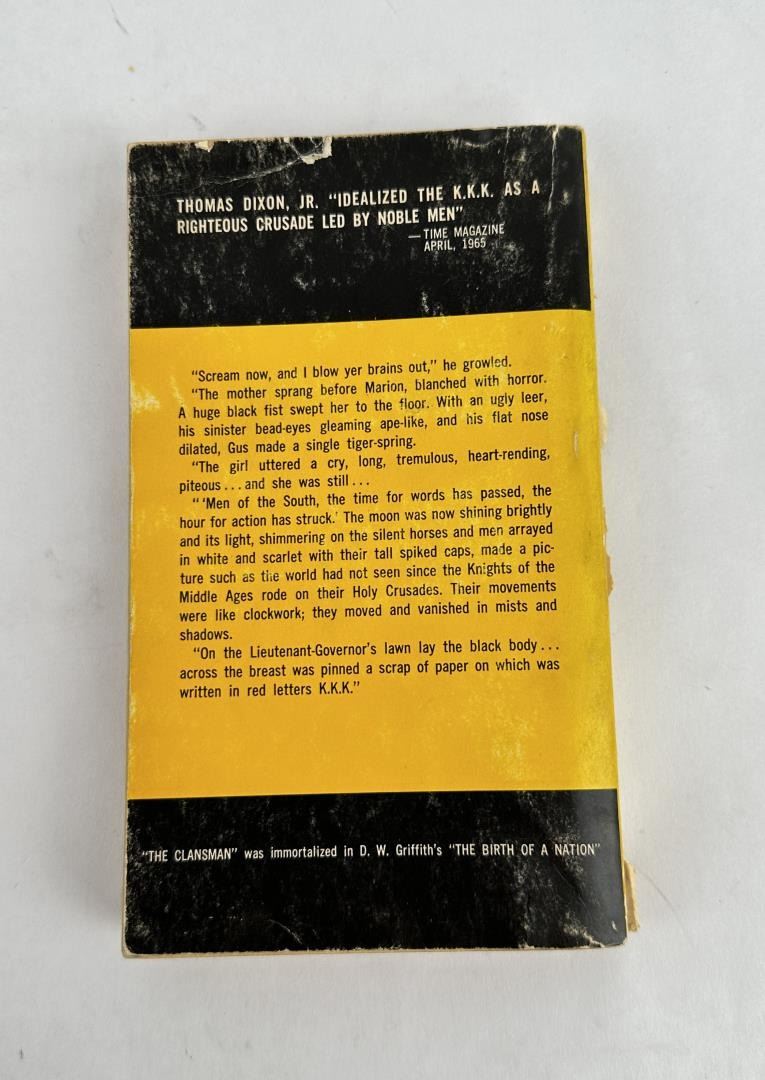 THOMAS DIXON, JR. "IDEALIZED THE K.K.K. AS A
RIGHTEOUS CRUSADE LED BY NOBLE MEN"
—TIME MAGAZINE
APRIL, 1965
"Scream now, and I blow yer brains out," he growled.
"The mother sprang before Marion, blanched with horror.
A huge black fist swept her to the floor. With an ugly leer,
his sinister bead-eyes gleaming ape-like, and his flat nose
dilated, Gus made a single tiger-spring.
"The girl uttered a cry, long, tremulous, heart-rending,
piteous . . . and she was still . . .
"'Men of the South, the time for words has passed, the
hour for action has struck.' The moon was now shining brightly
and its light, shimmering on the silent horses and men arrayed
in white and scarlet with their tall spiked caps, made a pic-
ture such as the world had not seen since the Knights of the
Middle Ages rode on their Holy Crusades. Their movements
were like clockwork; they moved and vanished in mists and
shadows.
"On the Lieutenant-Governor's lawn lay the black body . . .
across the breast was pinned a scrap of paper on which was
written in red letters K.K.K."
"THE CLANSMAN" was immortalized in D. W. Griffith's "THE BIRTH OF A NATION"